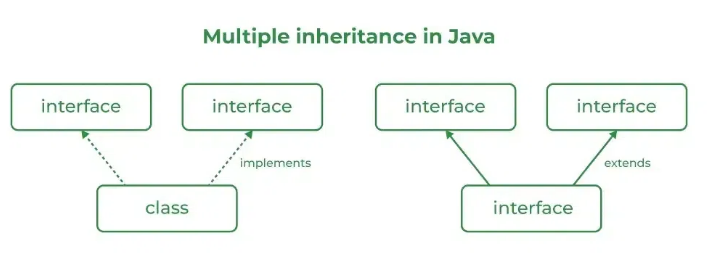 Multiple inheritance in Java
interface interface interface interface
implements extends
class interface